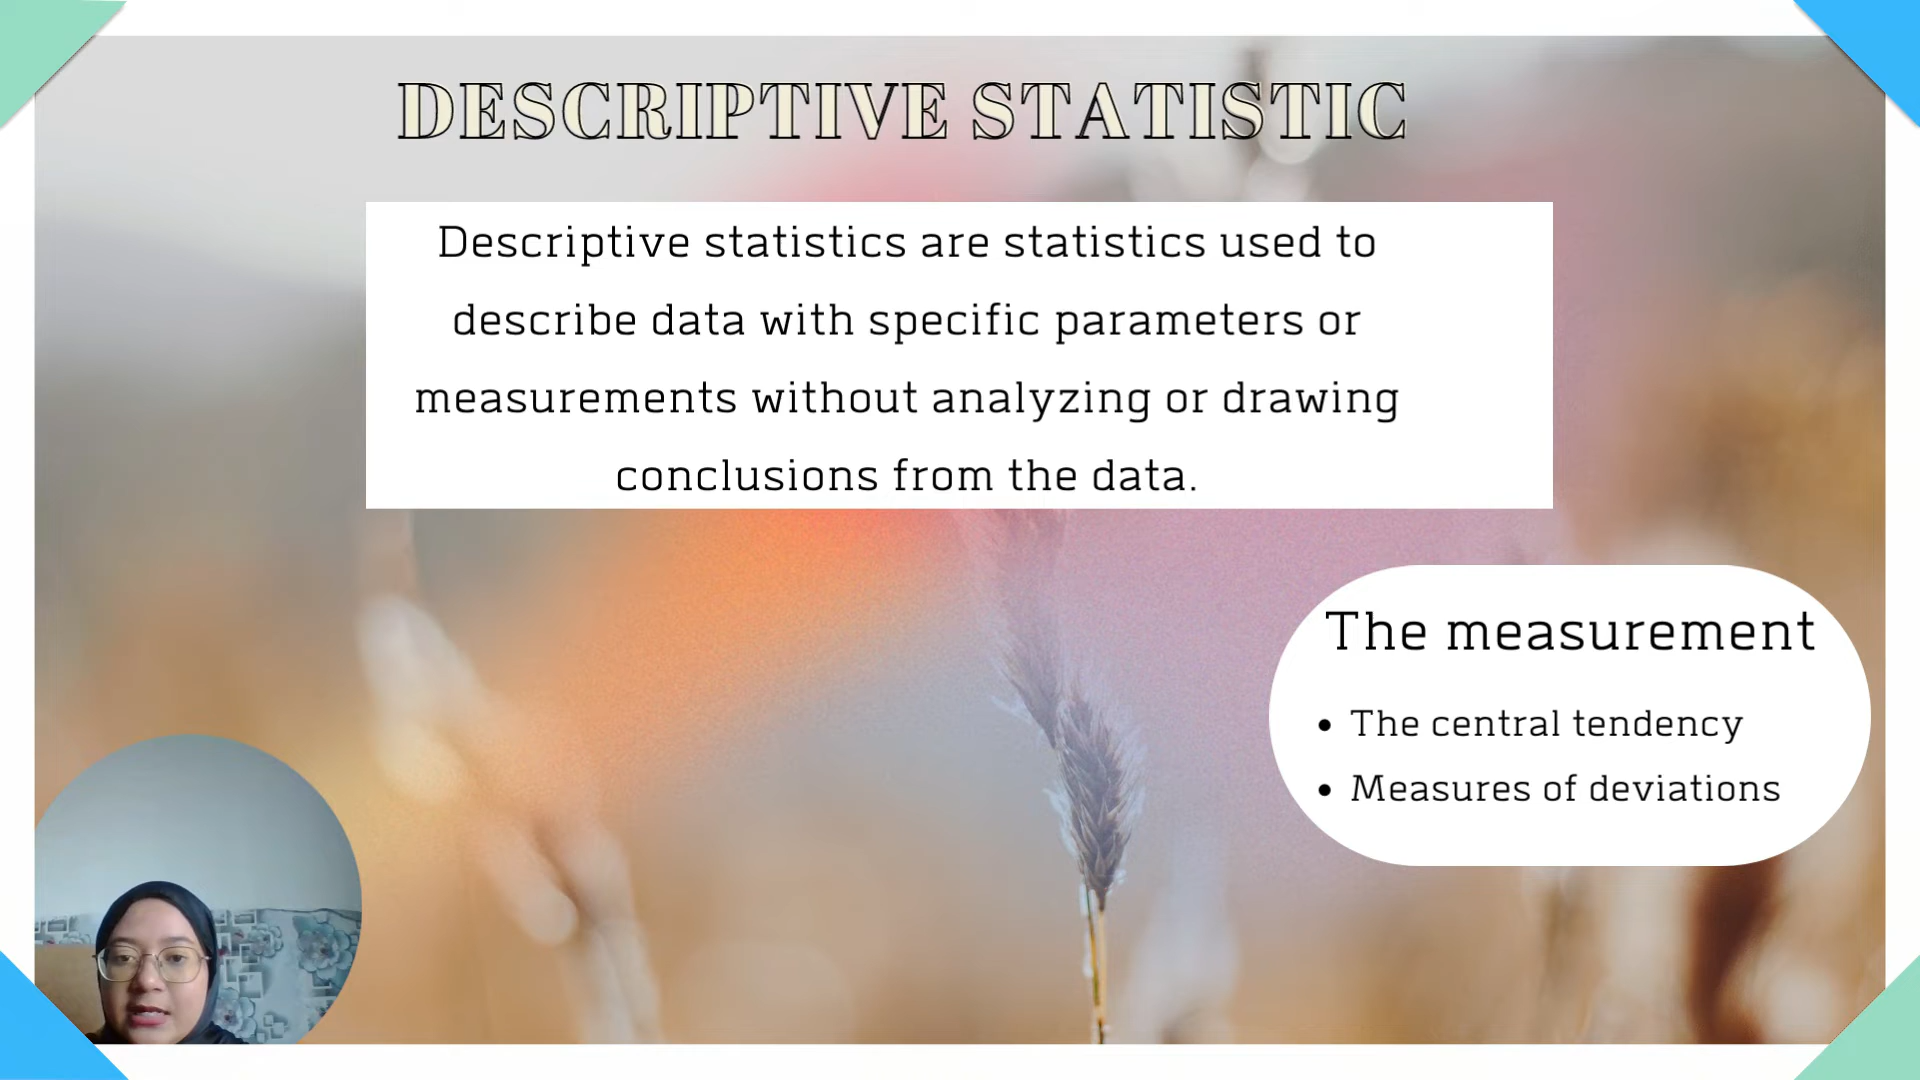 DESCRIPTIVE STATISTIC
Descriptive statistics are statistics used to
describe data with specific parameters or
measurements without analyzing or drawing
conclusions from the data.
The measurement
• The central tendency
• Measures of deviations